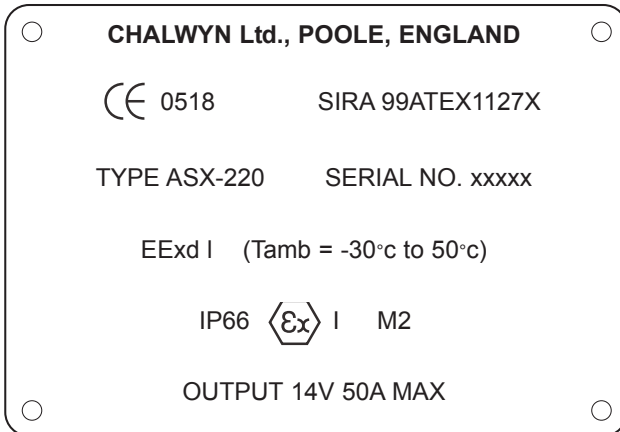 CHALWYN Ltd., POOLE, ENGLAND
CE 0518 SIRA 99ATEX1127X
TYPE ASX-220 SERIAL NO. xxxxx
EExd I (Tamb = -30°c to 50°c)
IP66 Ex I M2
OUTPUT 14V 50A MAX